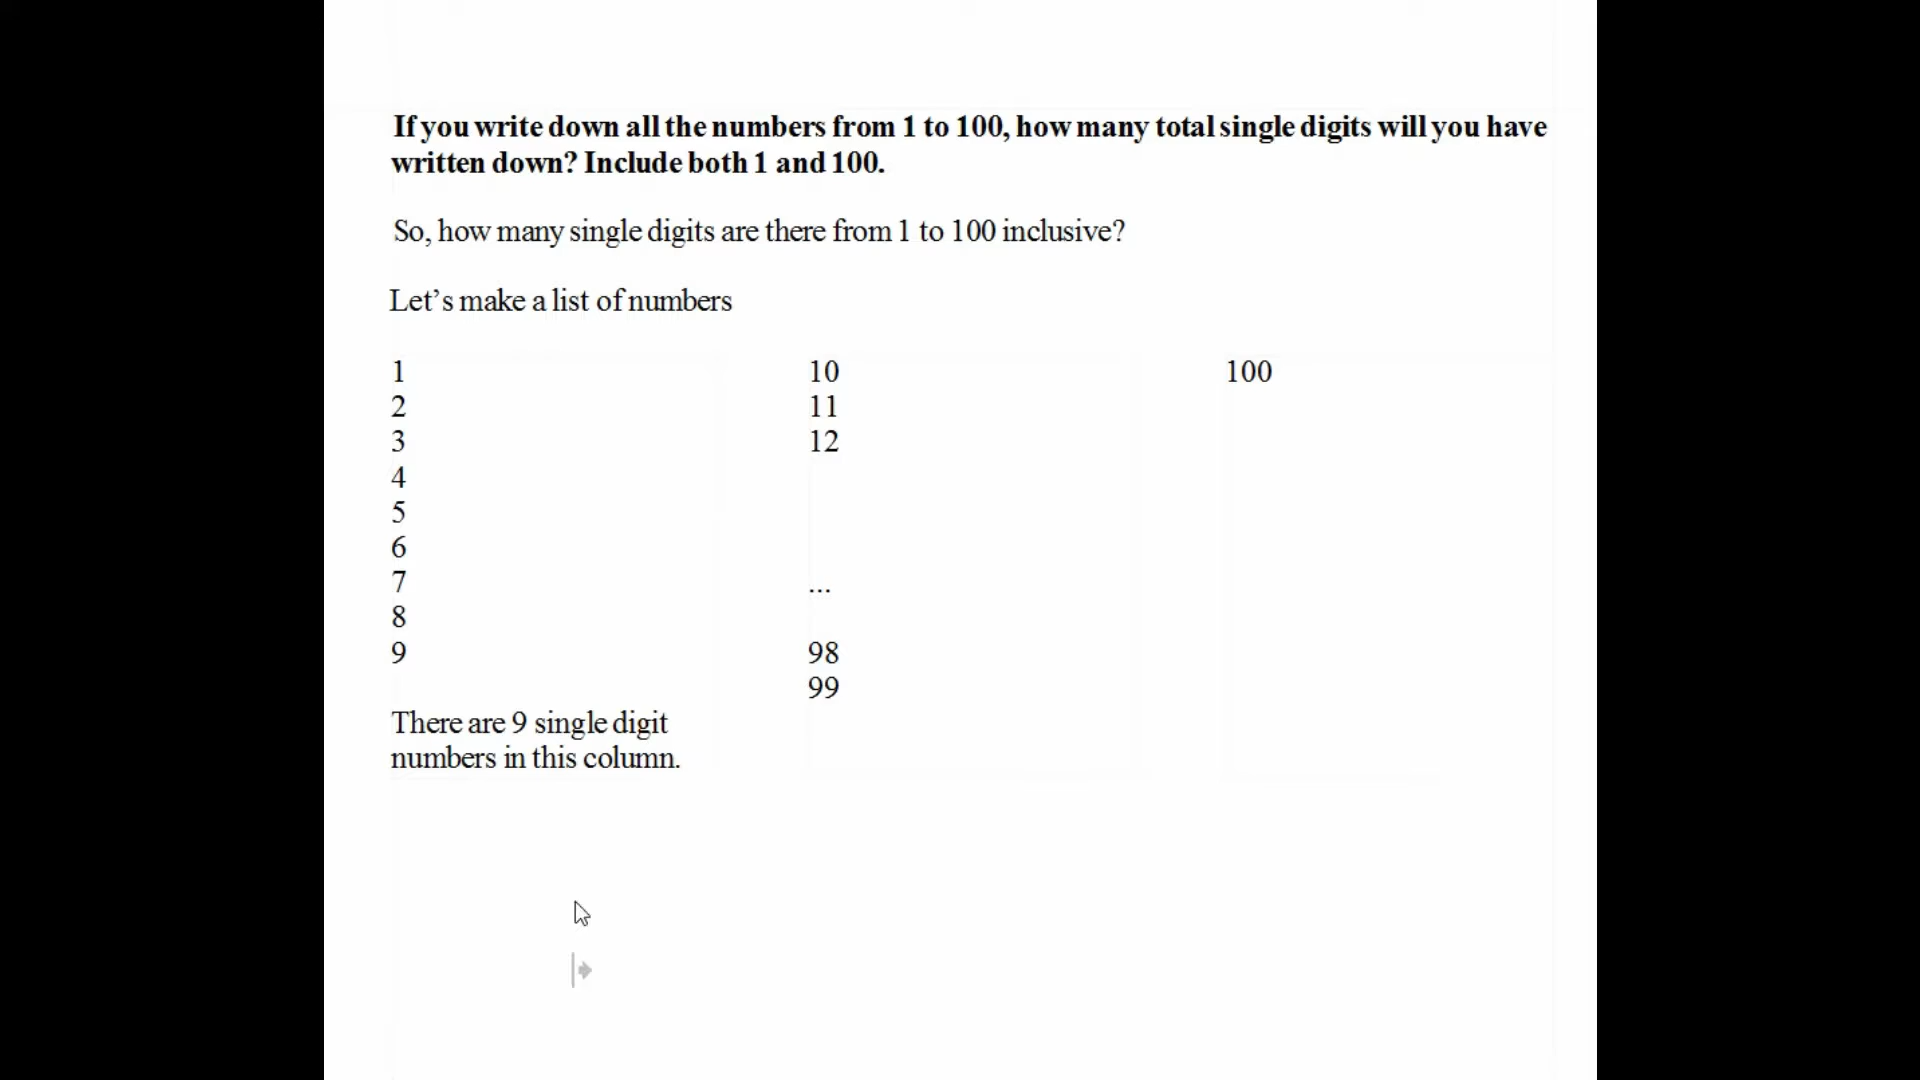 If you write down all the numbers from 1 to 100, how many total single digits will you have
written down? Include both 1 and 100.
So, how many single digits are there from 1 to 100 inclusive?
Let’s make a list of numbers
1
2
3
4
5
6
7
8
9
There are 9 single digit
numbers in this column.
10
11
12
...
98
99
100